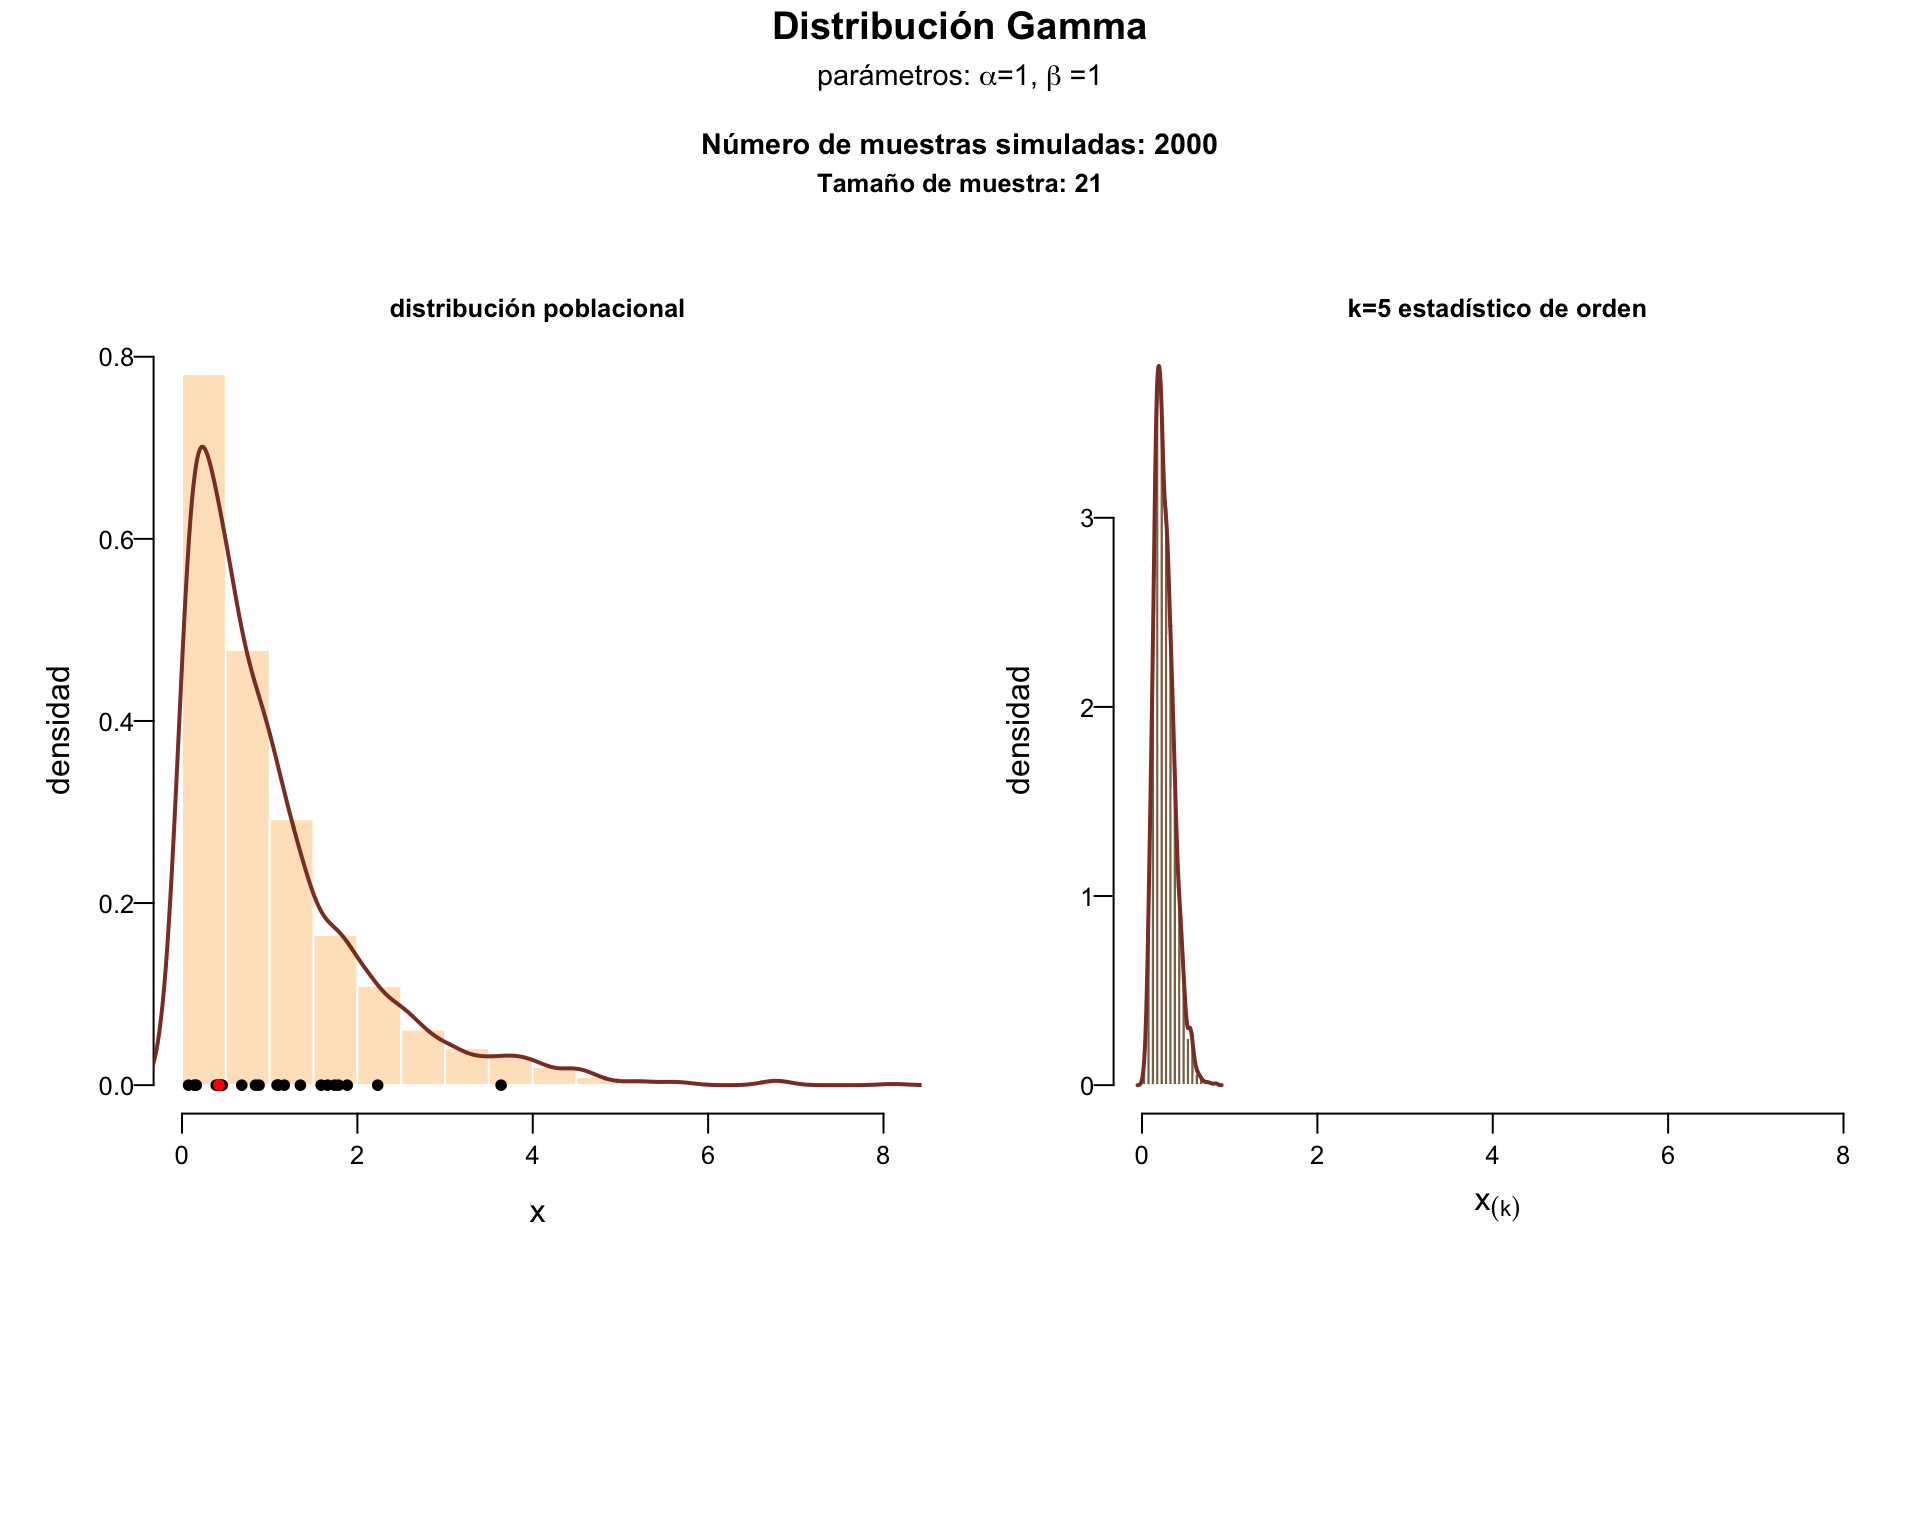 Distribución Gamma
parámetros: α=1, β =1
Número de muestras simuladas: 2000
Tamaño de muestra: 21
distribución poblacional
densidad
0.8
0.6
0.4
0.2
0.0
0 2 4 6 8
x
k=5 estadístico de orden
densidad
3
2
1
0
0 2 4 6 8
x(k)